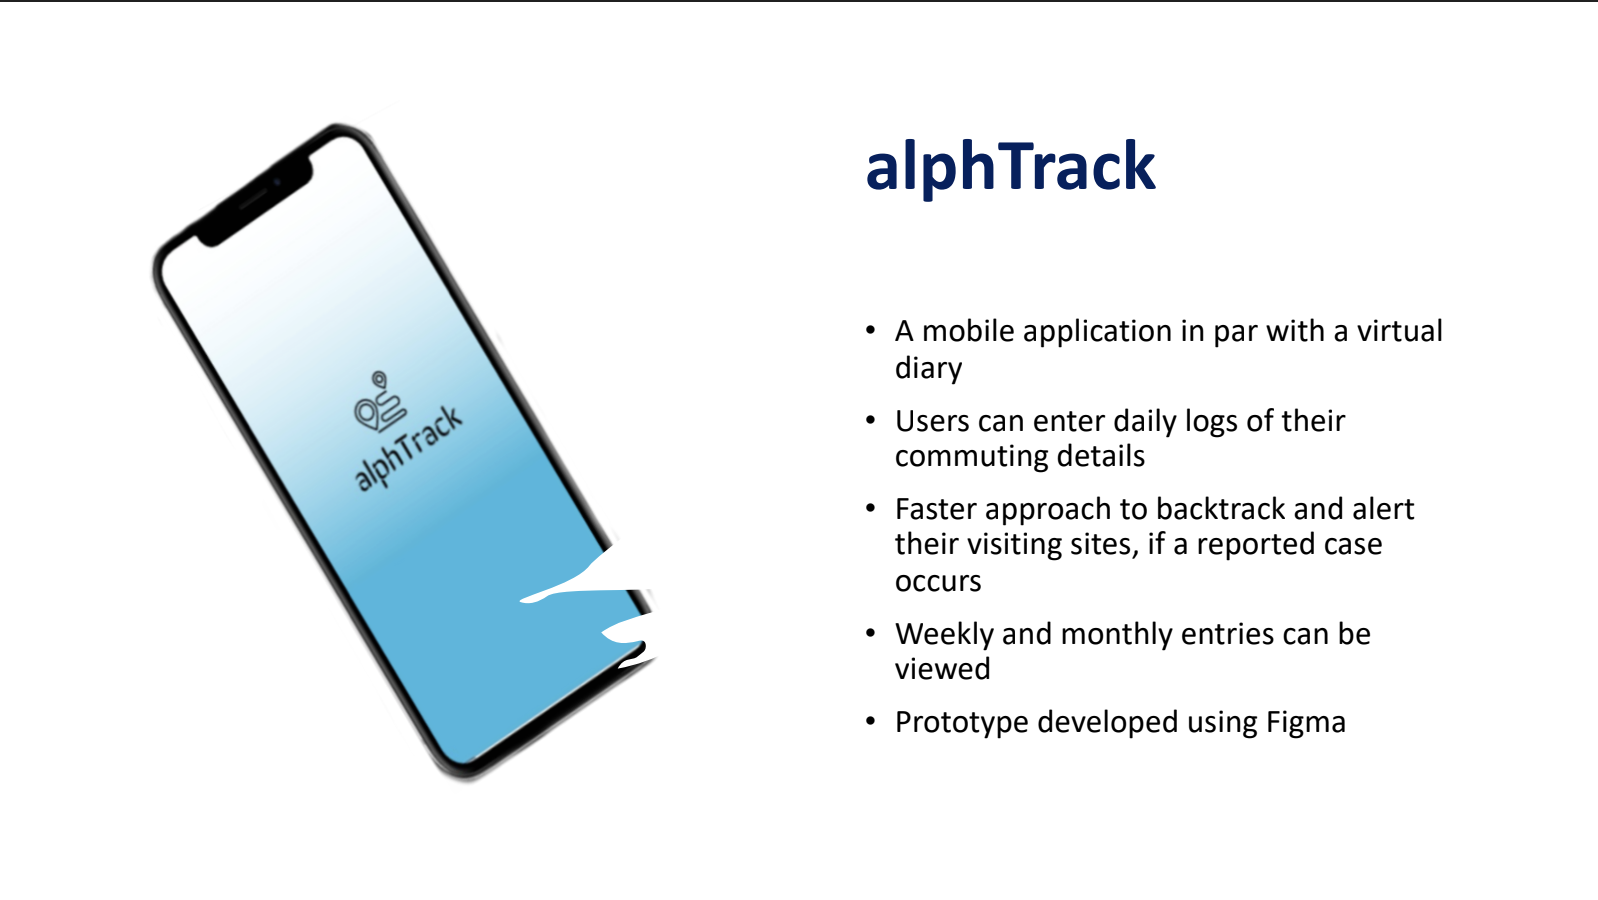 alphTrack
alphTrack
• A mobile application in par with a virtual
diary
• Users can enter daily logs of their
commuting details
• Faster approach to backtrack and alert
their visiting sites, if a reported case
occurs
• Weekly and monthly entries can be
viewed
• Prototype developed using Figma